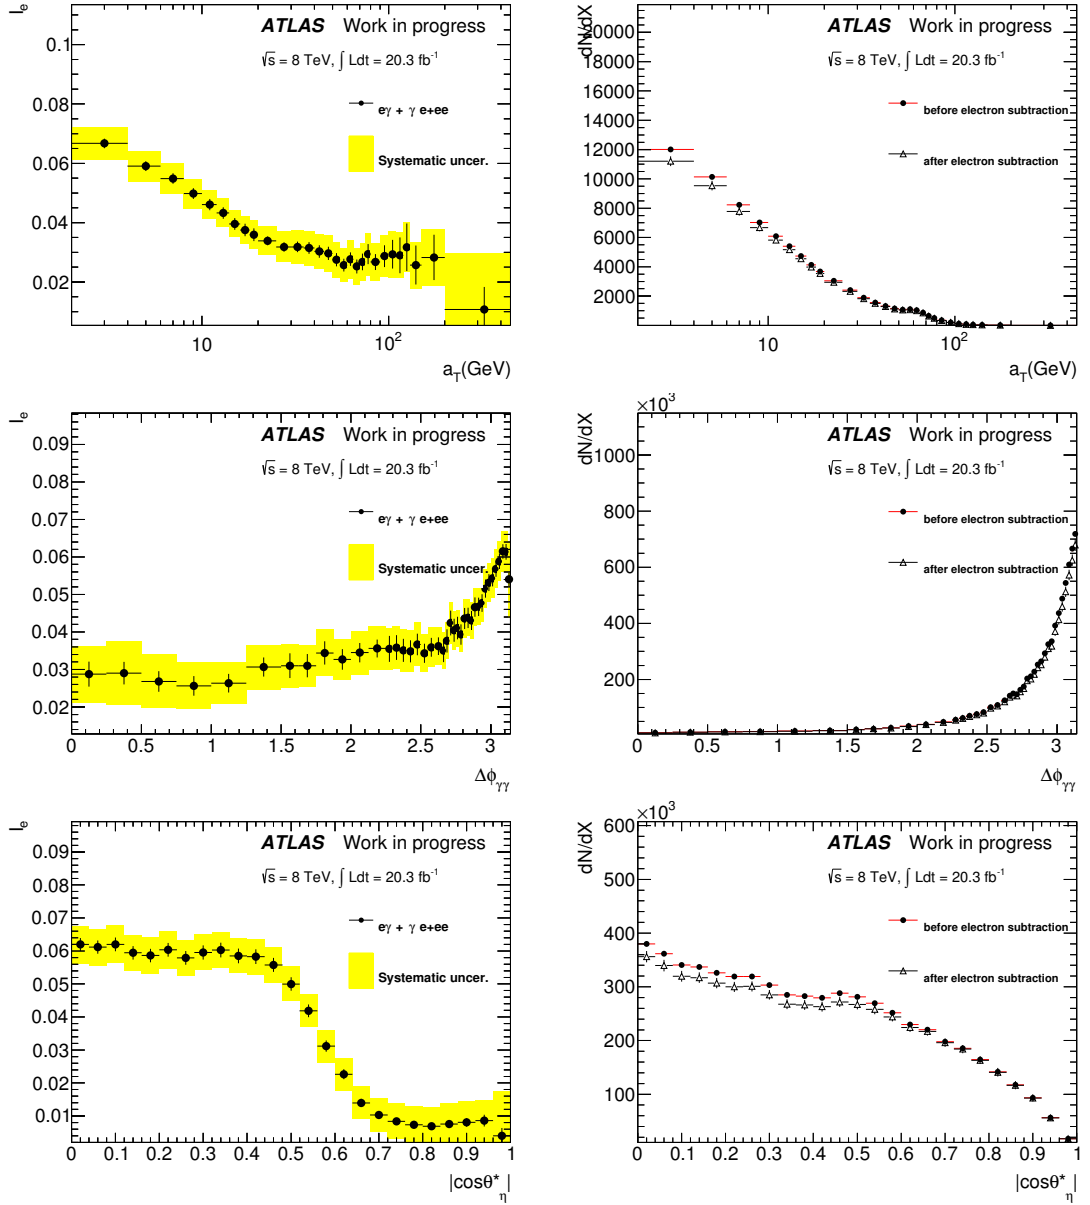 I_e
ATLAS Work in progress
√s = 8 TeV, ∫ Ldt = 20.3 fb⁻¹
eγ + γ e+ee
Systematic uncer.
0.1
0.08
0.06
0.04
0.02
10
10²
a_T(GeV)
dN/dX
ATLAS Work in progress
√s = 8 TeV, ∫ Ldt = 20.3 fb⁻¹
before electron subtraction
after electron subtraction
20000
18000
16000
14000
12000
10000
8000
6000
4000
2000
10
10²
a_T(GeV)
I_e
ATLAS Work in progress
√s = 8 TeV, ∫ Ldt = 20.3 fb⁻¹
eγ + γ e+ee
Systematic uncer.
0.09
0.08
0.07
0.06
0.05
0.04
0.03
0.02
0 0.5 1 1.5 2 2.5 3
Δϕ_γγ
×10³
dN/dX
ATLAS Work in progress
√s = 8 TeV, ∫ Ldt = 20.3 fb⁻¹
before electron subtraction
after electron subtraction
1000
800
600
400
200
0 0.5 1 1.5 2 2.5 3
Δϕ_γγ
I_e
ATLAS Work in progress
√s = 8 TeV, ∫ Ldt = 20.3 fb⁻¹
eγ + γ e+ee
Systematic uncer.
0.09
0.08
0.07
0.06
0.05
0.04
0.03
0.02
0.01
0 0.1 0.2 0.3 0.4 0.5 0.6 0.7 0.8 0.9 1
|cosθ*_η|
×10³
dN/dX
ATLAS Work in progress
√s = 8 TeV, ∫ Ldt = 20.3 fb⁻¹
before electron subtraction
after electron subtraction
600
500
400
300
200
100
0 0.1 0.2 0.3 0.4 0.5 0.6 0.7 0.8 0.9 1
|cosθ*_η|